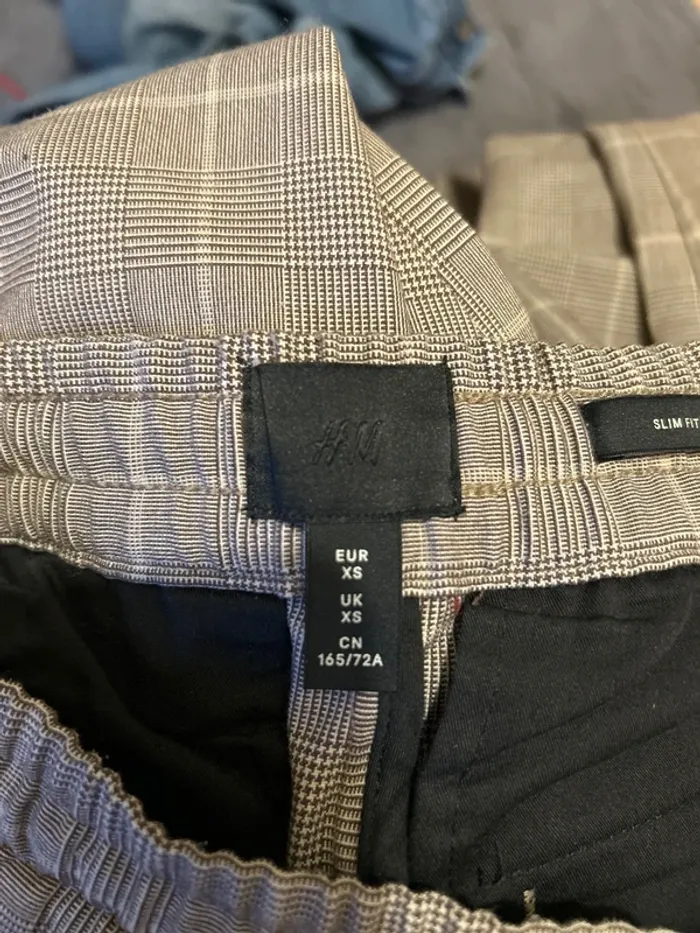 H&M
SLIM FIT
EUR
XS
UK
XS
CN
165/72A